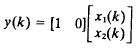 y(k) = [1 0] [x₁(k)
x₂(k)]